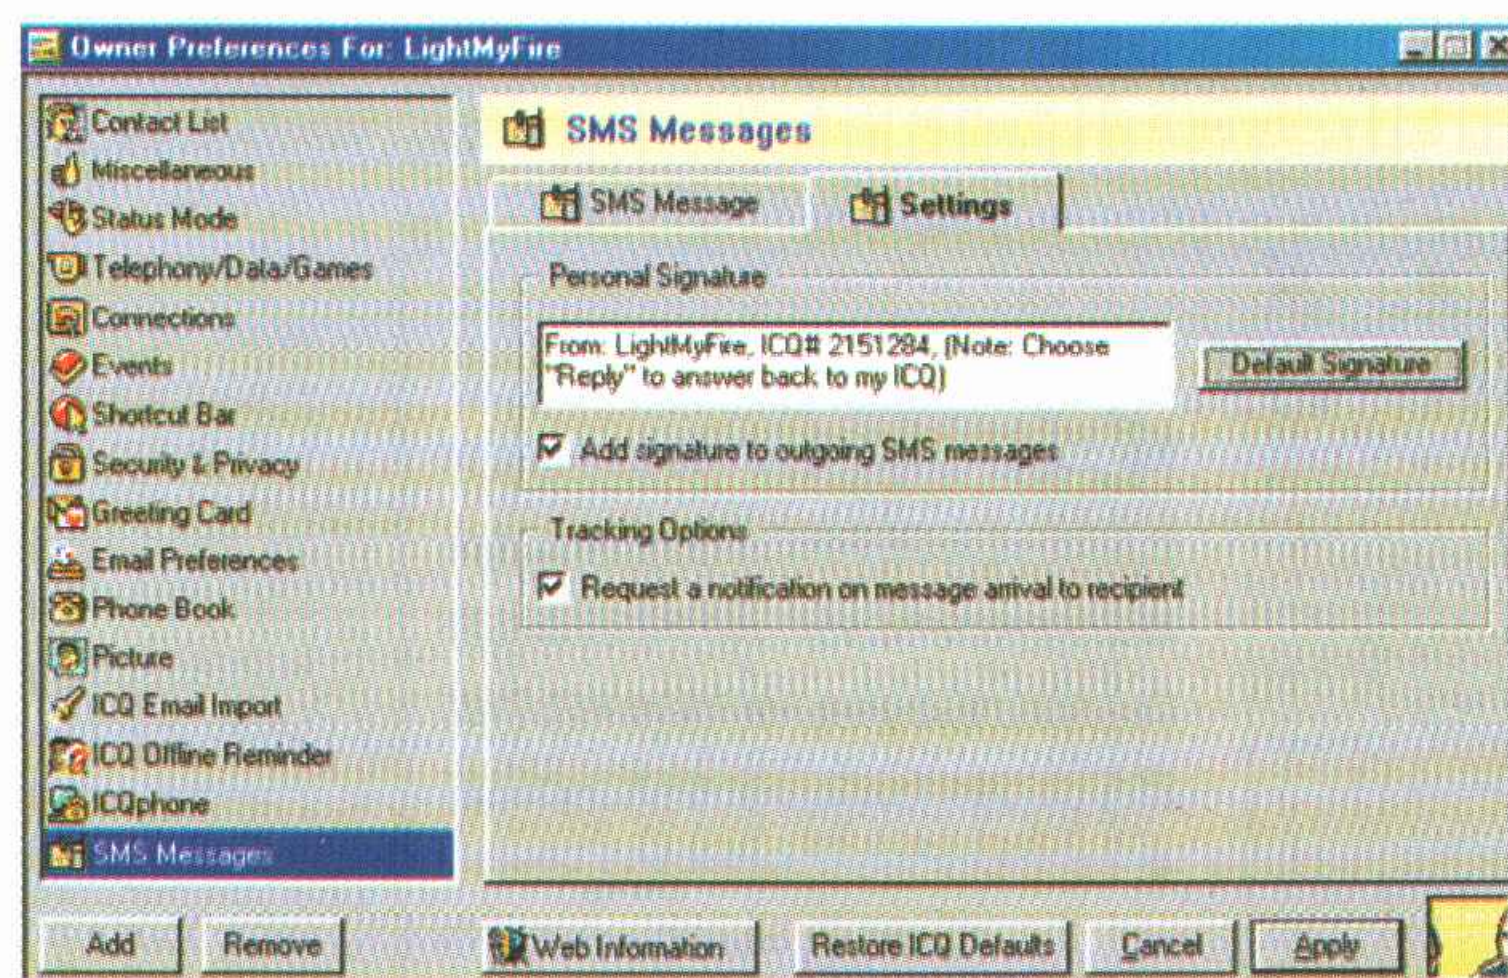 Owner Preferences For: LightMyFire
Contact List
Miscellaneous
Status Mode
Telephony/Data/Games
Connections
Events
Shortcut Bar
Security & Privacy
Greeting Card
Email Preferences
Phone Book
Picture
ICQ Email Import
ICQ Offline Reminder
ICQphone
SMS Messages
Add
Remove
SMS Messages
SMS Message
Settings
Personal Signature
From: LightMyFire, ICQ# 2151284, (Note: Choose
"Reply" to answer back to my ICQ)
Default Signature
Add signature to outgoing SMS messages
Tracking Options
Request a notification on message arrival to recipient
Web Information
Restore ICQ Defaults
Cancel
Apply